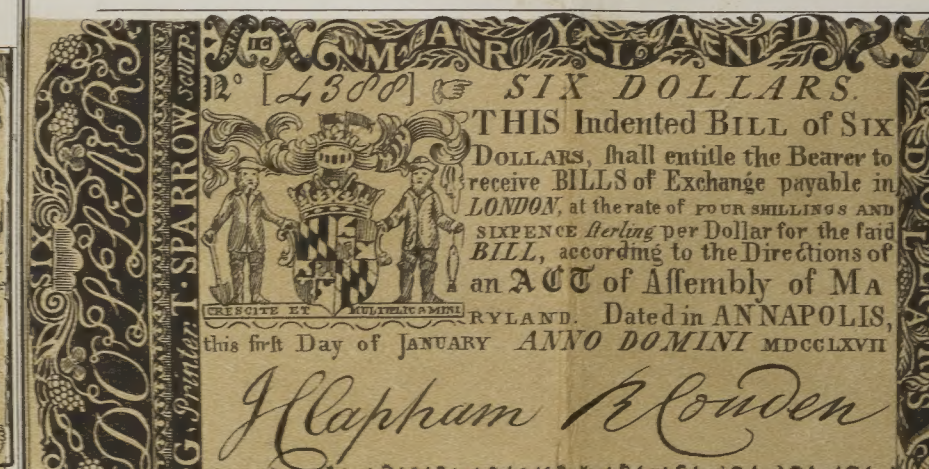 MARYLAND
No [4388] ☞ SIX DOLLARS.
THIS Indented BILL of SIX
DOLLARS, ſhall entitle the Bearer to
receive BILLS of Exchange payable in
LONDON, at the rate of FOUR SHILLINGS AND
SIXPENCE ſterling per Dollar for the ſaid
BILL, according to the Directions of
an ACT of Aſſembly of MA
RYLAND. Dated in ANNAPOLIS,
this firſt Day of JANUARY ANNO DOMINI MDCCLXVII
CRESCITE ET MULTIPLICAMINI
J Clapham R Couden
SIX DOLLARS
G, Printer T·SPARROW SCULP.
DOLLA